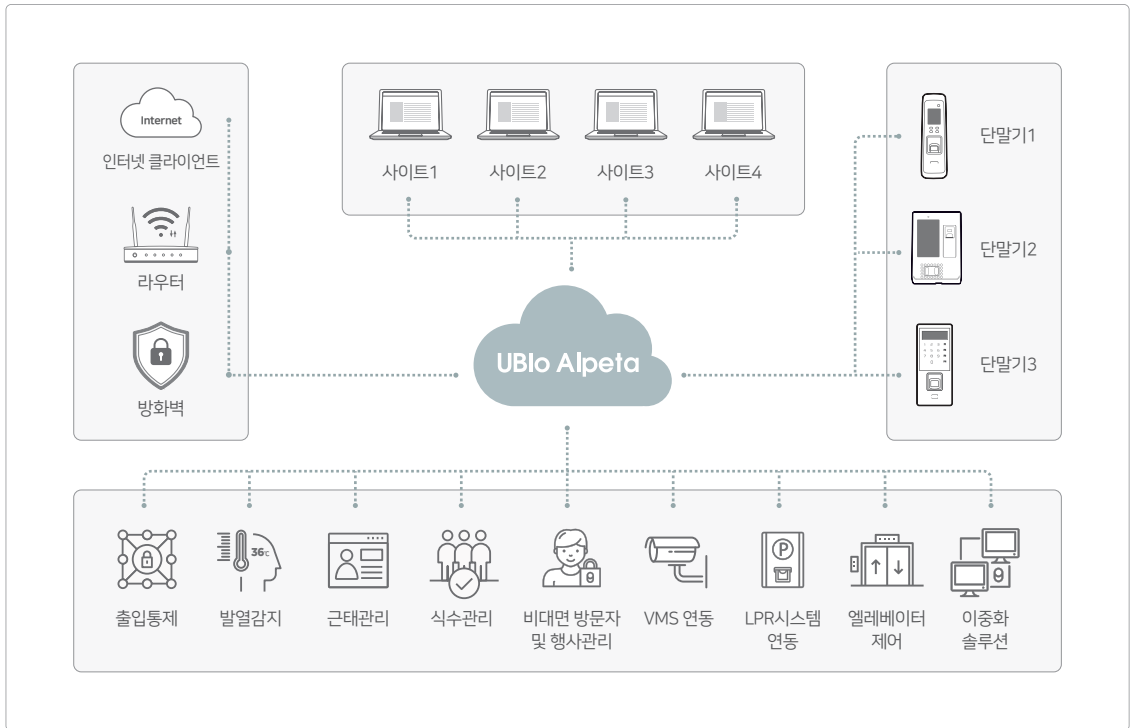 Internet
인터넷 클라이언트
라우터
방화벽
사이트1
사이트2
사이트3
사이트4
단말기1
단말기2
단말기3
UBio Alpeta
36c
P
출입통제
발열감지
근태관리
식수관리
비대면 방문자
및 행사관리
VMS 연동
LPR시스템
연동
엘레베이터
제어
이중화
솔루션